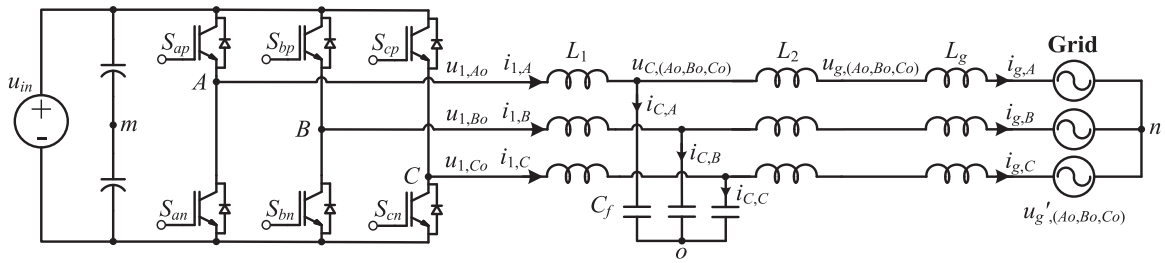 S_ap
S_bp
S_cp
L_1
L_2
L_g
Grid
u_in
+
-
A
u_1,Ao
i_1,A
u_C,(Ao,Bo,Co)
u_g,(Ao,Bo,Co)
i_g,A
i_C,A
m
B
u_1,Bo
i_1,B
i_g,B
n
i_C,B
C
u_1,Co
i_1,C
i_g,C
i_C,C
S_an
S_bn
S_cn
C_f
u_g',(Ao,Bo,Co)
o